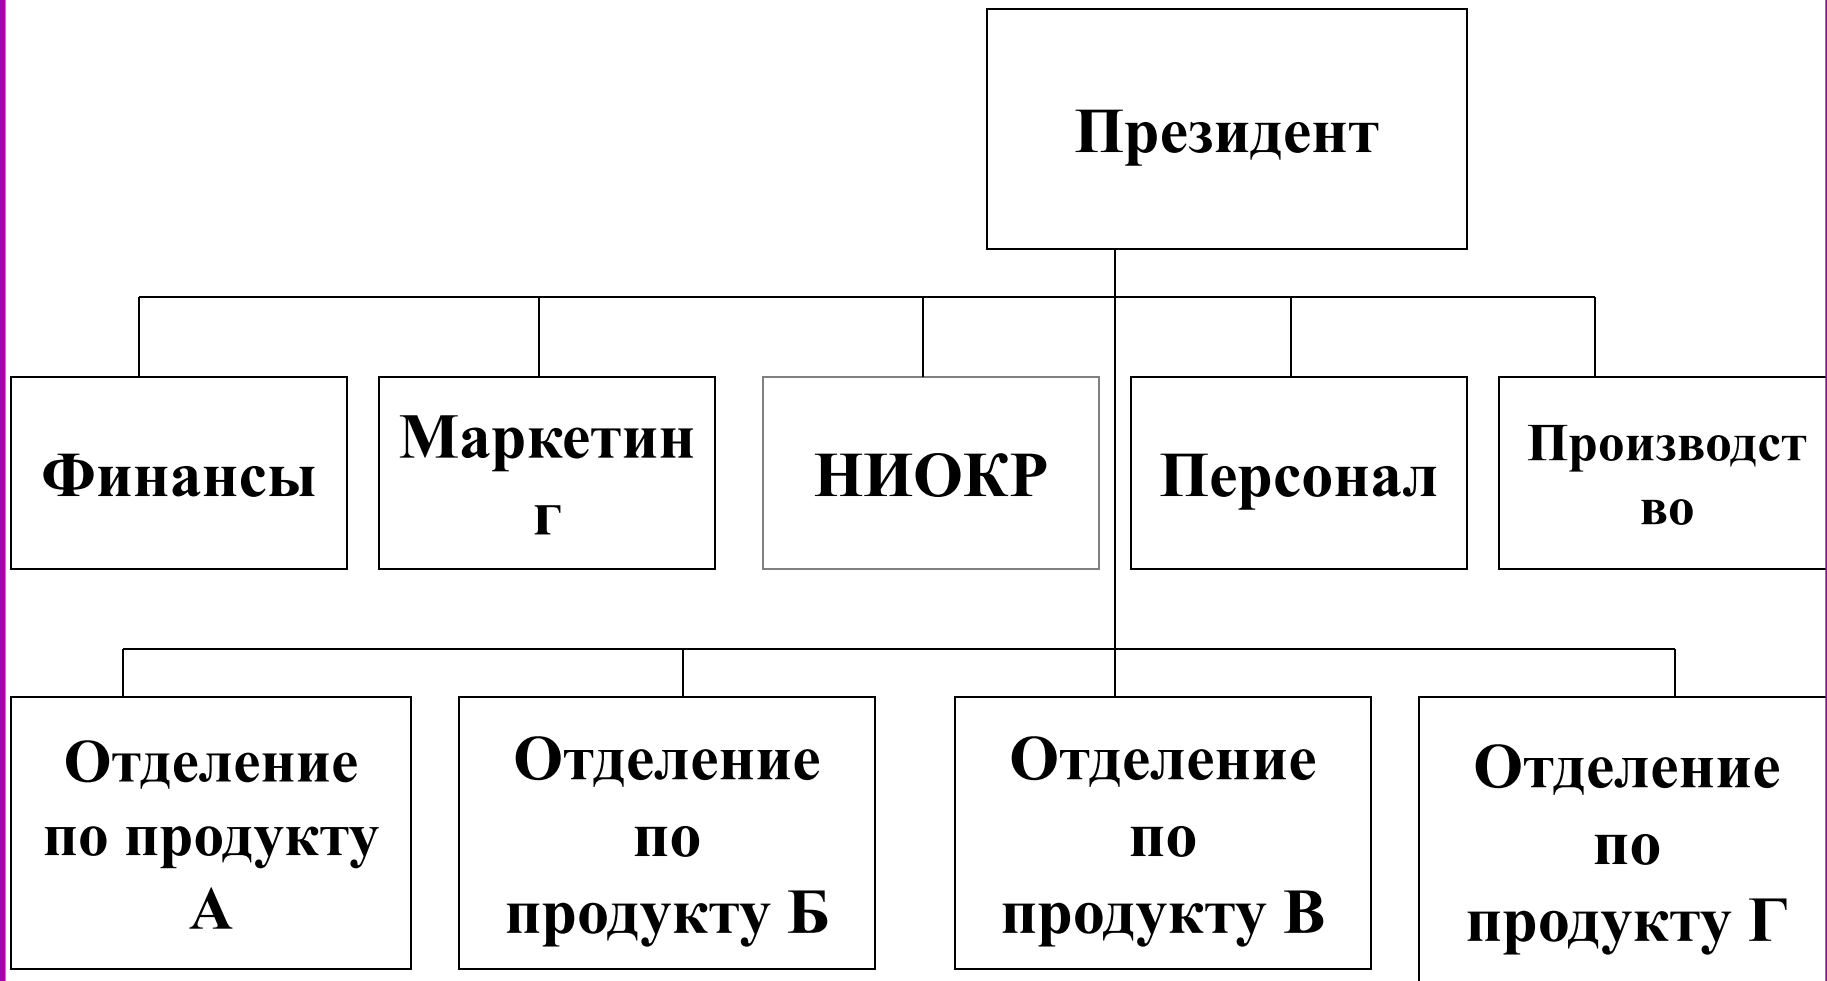 Президент
Финансы
Маркетин
г
НИОКР
Персонал
Производст
во
Отделение
по продукту
А
Отделение
по
продукту Б
Отделение
по
продукту В
Отделение
по
продукту Г